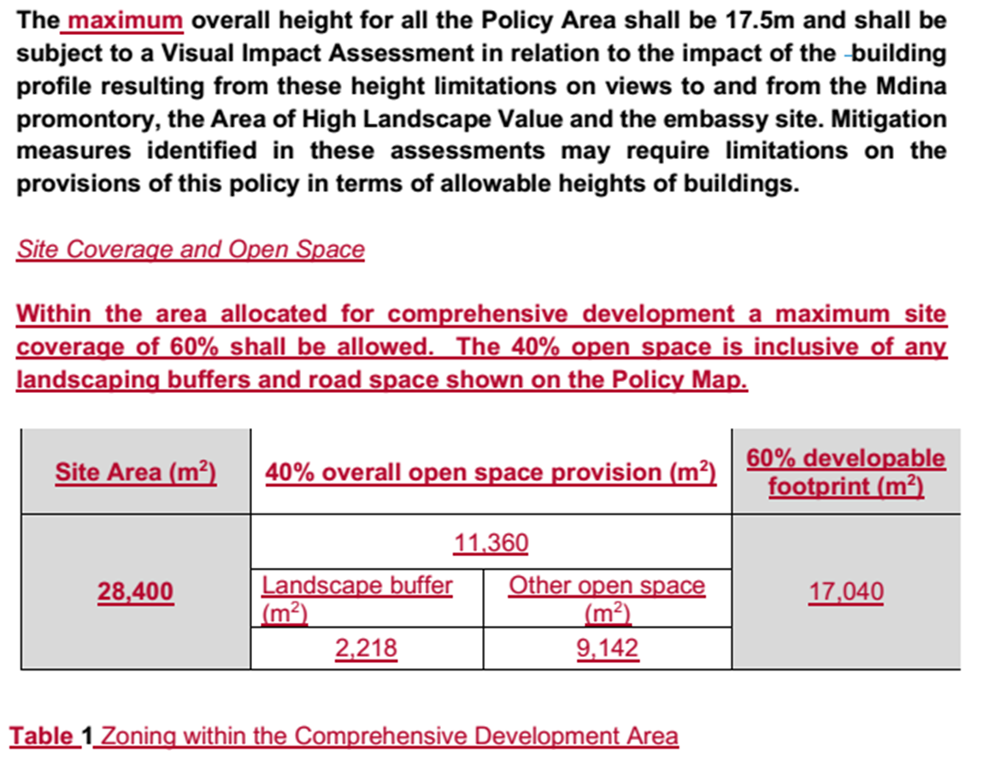 The maximum overall height for all the Policy Area shall be 17.5m and shall be
subject to a Visual Impact Assessment in relation to the impact of the -building
profile resulting from these height limitations on views to and from the Mdina
promontory, the Area of High Landscape Value and the embassy site. Mitigation
measures identified in these assessments may require limitations on the
provisions of this policy in terms of allowable heights of buildings.
Site Coverage and Open Space
Within the area allocated for comprehensive development a maximum site
coverage of 60% shall be allowed. The 40% open space is inclusive of any
landscaping buffers and road space shown on the Policy Map.
Site Area (m²)
40% overall open space provision (m²)
60% developable
footprint (m²)
28,400
11,360
Landscape buffer
(m²)
Other open space
(m²)
2,218
9,142
17,040
Table 1 Zoning within the Comprehensive Development Area